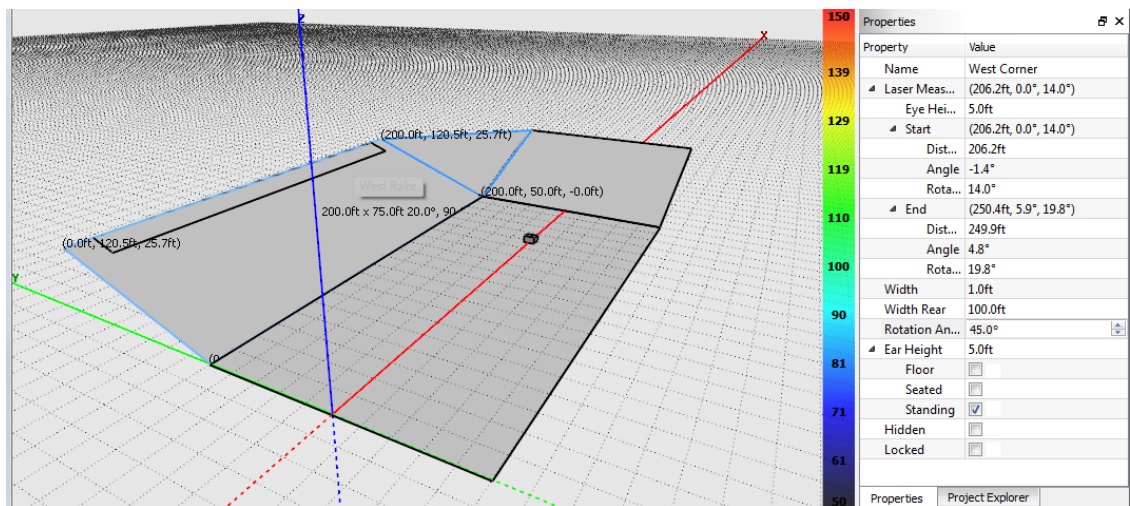 Z
X
(200.0ft, 120.5ft, 25.7ft)
West Rake
(200.0ft, 50.0ft, -0.0ft)
200.0ft x 75.0ft 20.0°, 90
(0.0ft, 120.5ft, 25.7ft)
Y
(0
150
139
129
119
110
100
90
81
71
61
50
Properties
Property Value
Name West Corner
Laser Meas... (206.2ft, 0.0°, 14.0°)
Eye Hei... 5.0ft
Start (206.2ft, 0.0°, 14.0°)
Dist... 206.2ft
Angle -1.4°
Rota... 14.0°
End (250.4ft, 5.9°, 19.8°)
Dist... 249.9ft
Angle 4.8°
Rota... 19.8°
Width 1.0ft
Width Rear 100.0ft
Rotation An... 45.0°
Ear Height 5.0ft
Floor
Seated
Standing
Hidden
Locked
Properties Project Explorer